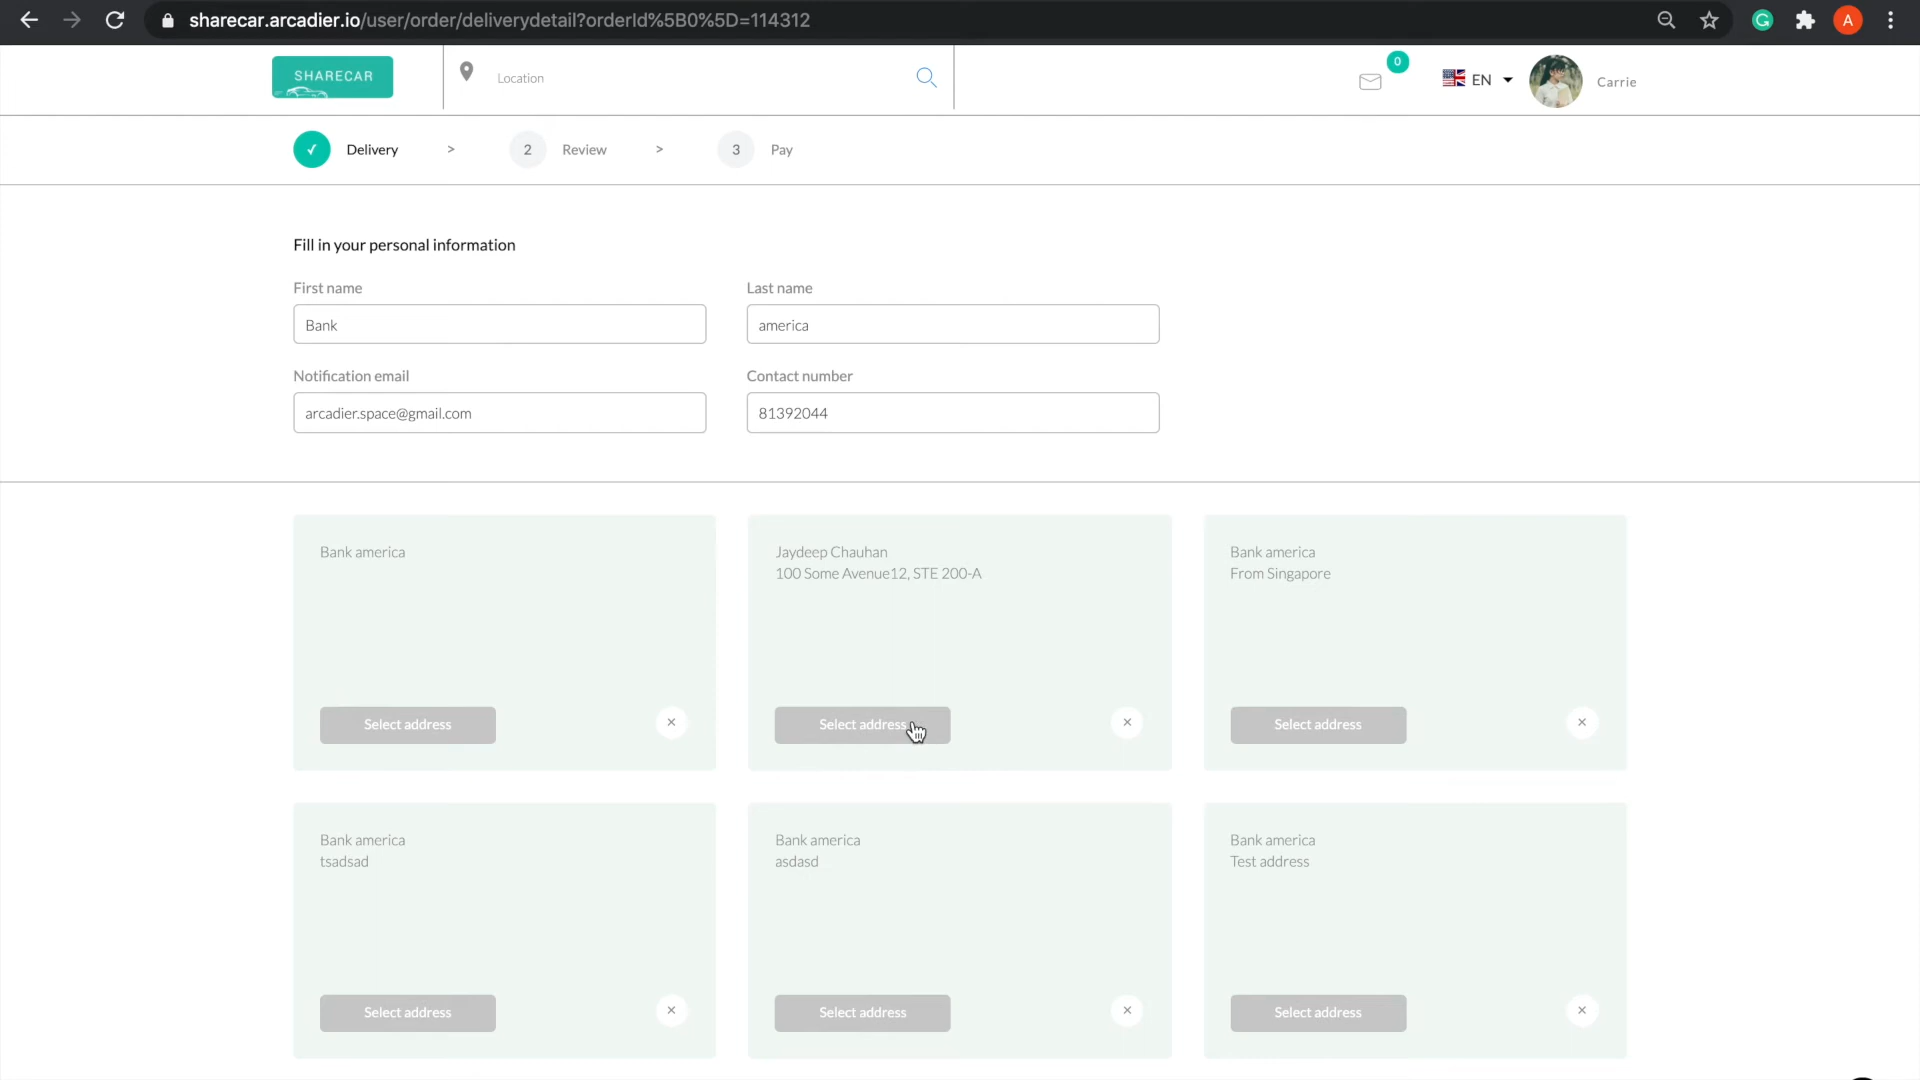 sharecar.arcadier.io/user/order/deliverydetail?orderId%5B0%5D=114312
G
A
SHARECAR
Location
0
EN
Carrie
✓ Delivery > 2 Review > 3 Pay
Fill in your personal information
First name
Last name
Bank
america
Notification email
Contact number
arcadier.space@gmail.com
81392044
Bank america
Select address
×
Jaydeep Chauhan
100 Some Avenue12, STE 200-A
Select address
×
Bank america
From Singapore
Select address
×
Bank america
tsadsad
Select address
×
Bank america
asdasd
Select address
×
Bank america
Test address
Select address
×